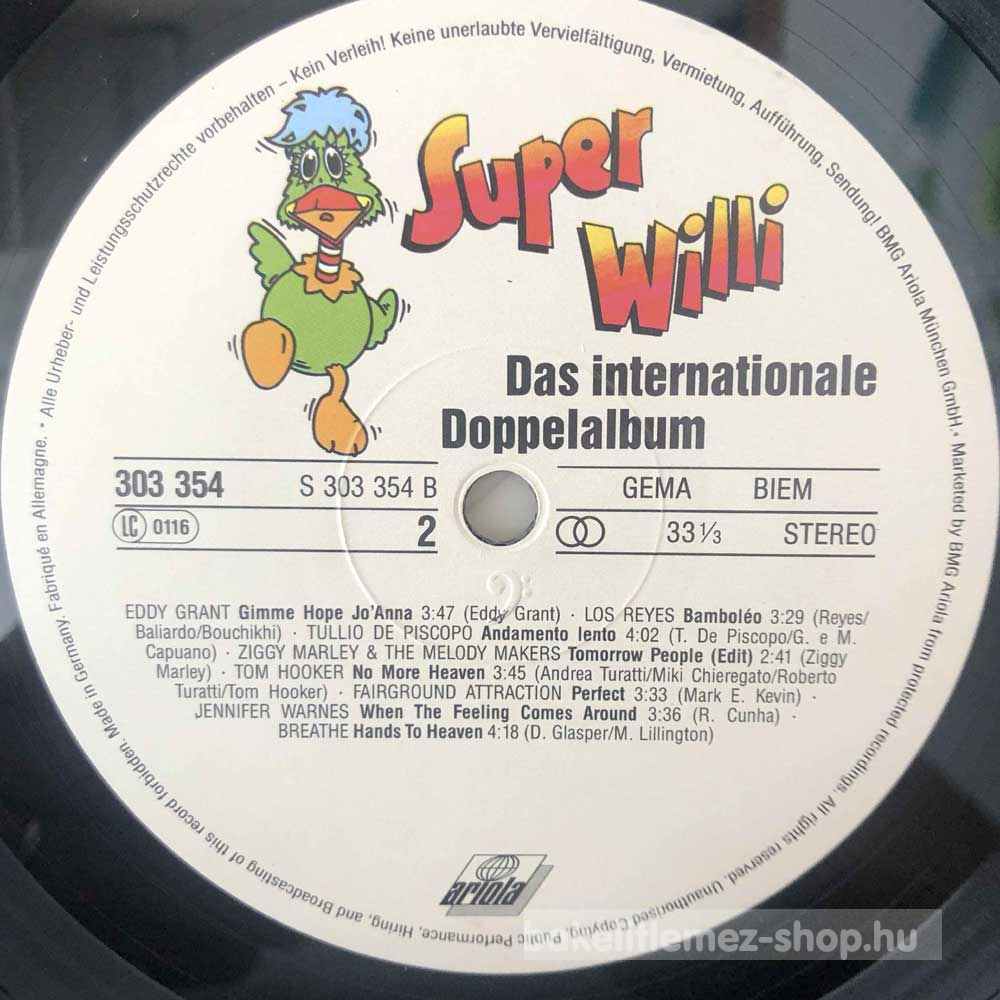 Super
Willi
Das internationale
Doppelalbum
303 354 S 303 354 B GEMA BIEM
LC 0116 2 33 1/3 STEREO
EDDY GRANT Gimme Hope Jo'Anna 3:47 (Eddy Grant) · LOS REYES Bamboléo 3:29 (Reyes/
Baliardo/Bouchikhi) · TULLIO DE PISCOPO Andamento lento 4:02 (T. De Piscopo/G. e M.
Capuano) · ZIGGY MARLEY & THE MELODY MAKERS Tomorrow People (Edit) 2:41 (Ziggy
Marley) · TOM HOOKER No More Heaven 3:45 (Andrea Turatti/Miki Chieregato/Roberto
Turatti/Tom Hooker) · FAIRGROUND ATTRACTION Perfect 3:33 (Mark E. Kevin) ·
JENNIFER WARNES When The Feeling Comes Around 3:36 (R. Cunha) ·
BREATHE Hands To Heaven 4:18 (D. Glasper/M. Lillington)
ariola
Made in Germany. Fabriqué en Allemagne. • Alle Urheber- und Leistungsschutzrechte vorbehalten – Kein Verleih! Keine unerlaubte Vervielfältigung, Vermietung, Aufführung, Sendung! BMG Ariola München GmbH. • Marketed by BMG Ariola from protected recordings. All rights reserved. Unauthorised Copying, Public Performance, Hiring, and Broadcasting of this record forbidden.
bakelitlemez-shop.hu